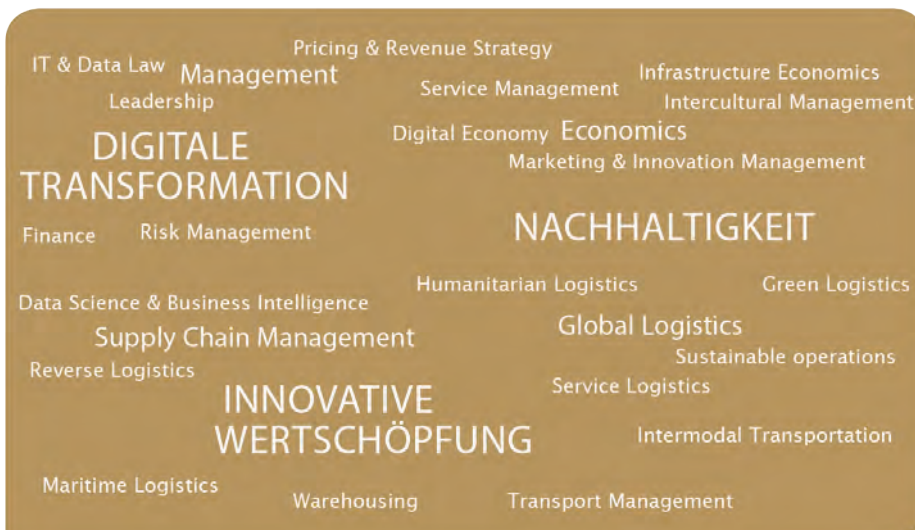 Pricing & Revenue Strategy
IT & Data Law
Management
Infrastructure Economics
Service Management
Leadership
Intercultural Management
Digital Economy
Economics
DIGITALE
TRANSFORMATION
Marketing & Innovation Management
NACHHALTIGKEIT
Finance
Risk Management
Humanitarian Logistics
Green Logistics
Data Science & Business Intelligence
Global Logistics
Supply Chain Management
Sustainable operations
Reverse Logistics
Service Logistics
INNOVATIVE
WERTSCHÖPFUNG
Intermodal Transportation
Maritime Logistics
Warehousing
Transport Management